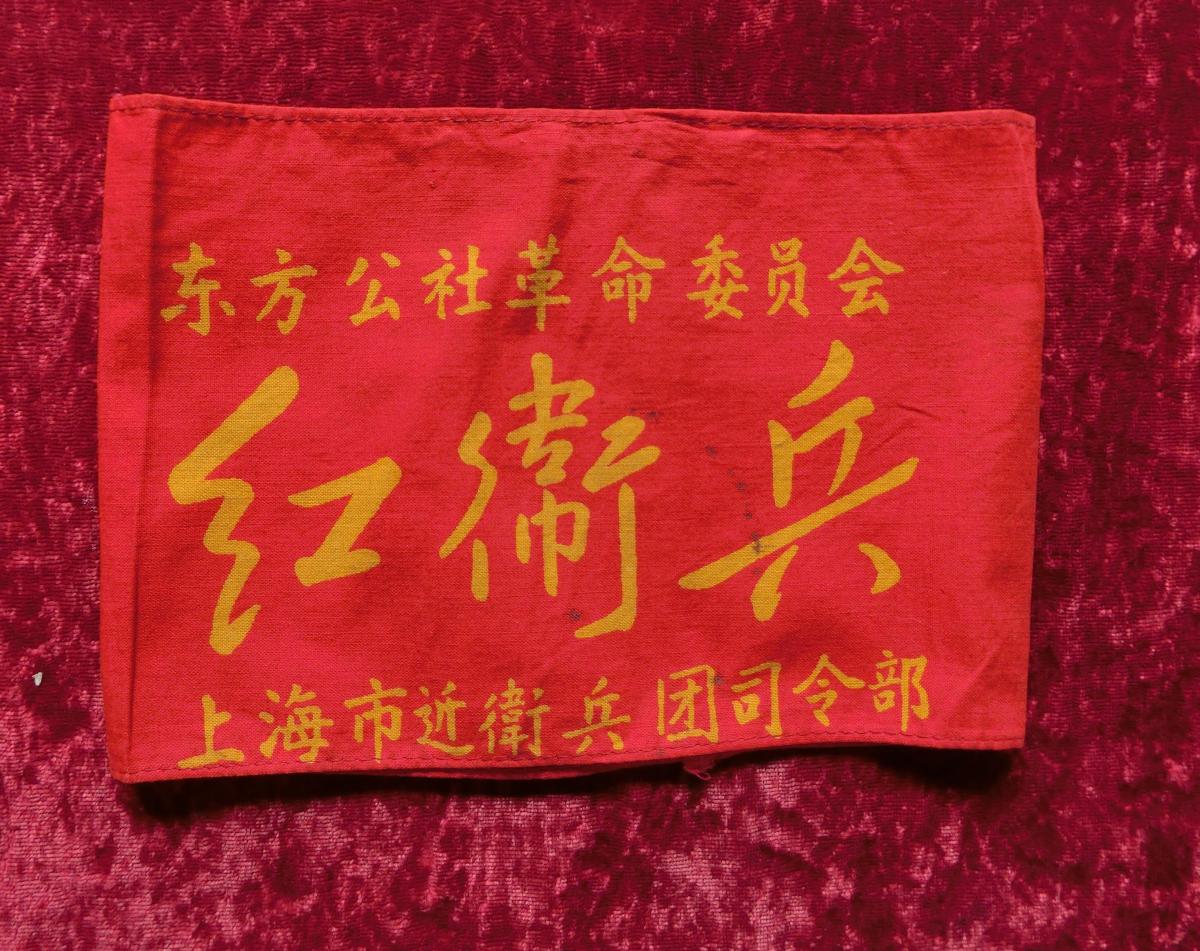 东方公社革命委员会
红衛兵
上海市近衛兵团司令部